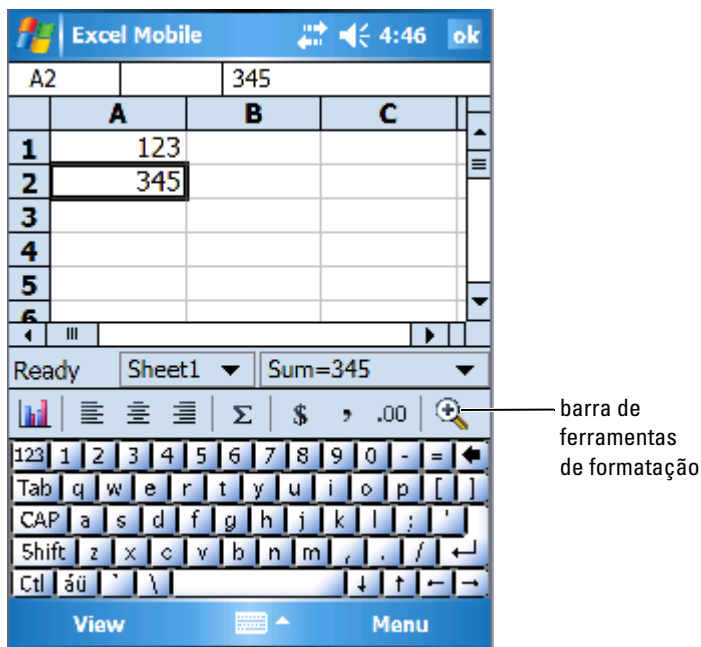 Excel Mobile 4:46 ok
A2 345
A B C
1 123
2 345
3
4
5
6
Ready Sheet1 Sum=345
Σ $ , .00
barra de
ferramentas
de formatação
123 1 2 3 4 5 6 7 8 9 0 - =
Tab q w e r t y u i o p [ ]
CAP a s d f g h j k l ; '
Shift z x c v b n m , . /
Ctl áü ` \
View Menu